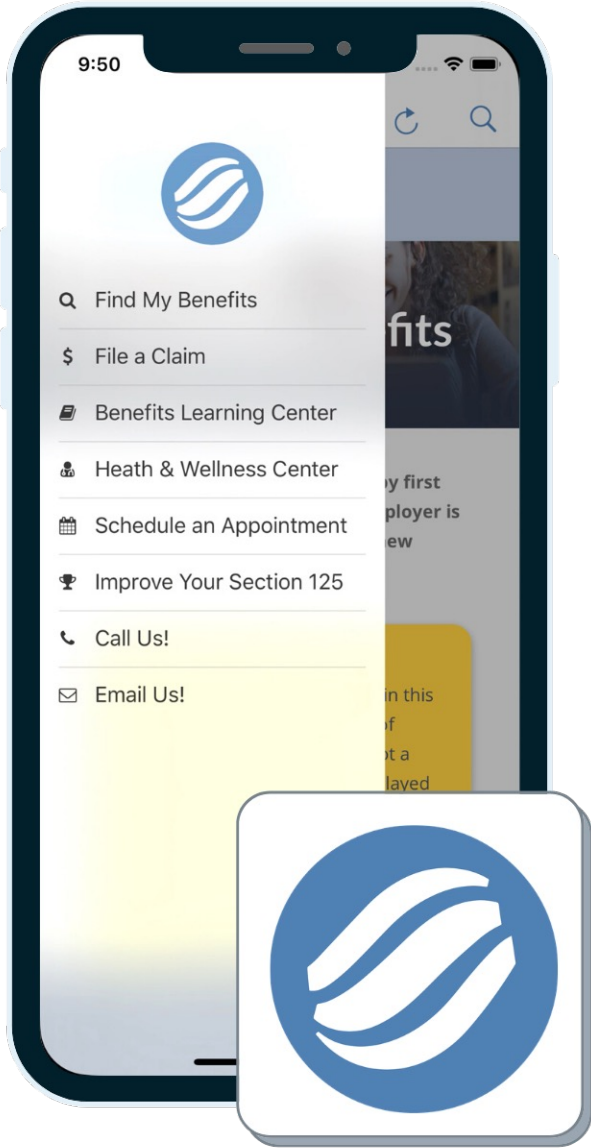 9:50
fits
Find My Benefits
File a Claim
Benefits Learning Center
Heath & Wellness Center
Schedule an Appointment
Improve Your Section 125
Call Us!
Email Us!
by first
ployer is
ew
in this
of
ot a
layed